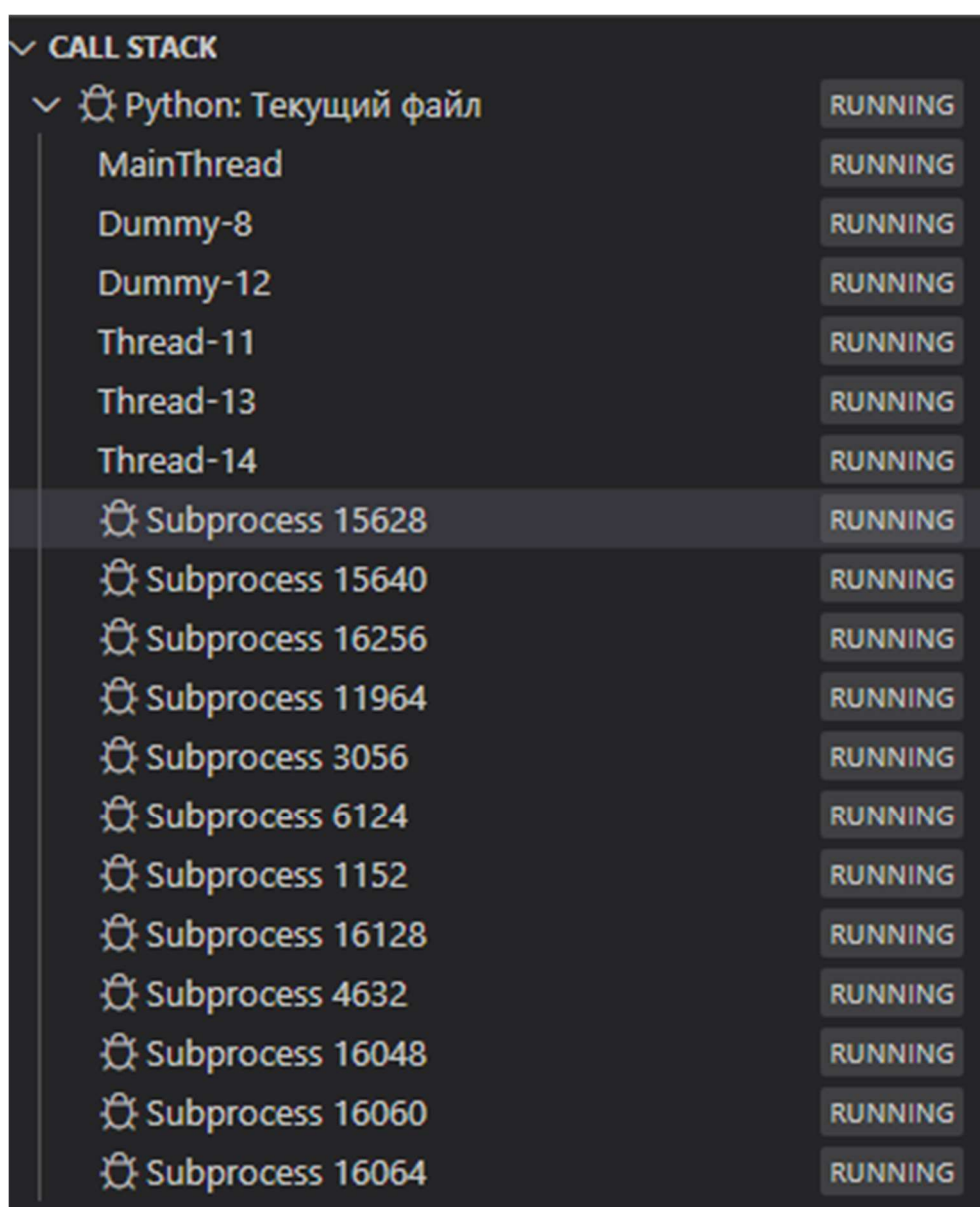 CALL STACK
Python: Текущий файл RUNNING
MainThread RUNNING
Dummy-8 RUNNING
Dummy-12 RUNNING
Thread-11 RUNNING
Thread-13 RUNNING
Thread-14 RUNNING
Subprocess 15628 RUNNING
Subprocess 15640 RUNNING
Subprocess 16256 RUNNING
Subprocess 11964 RUNNING
Subprocess 3056 RUNNING
Subprocess 6124 RUNNING
Subprocess 1152 RUNNING
Subprocess 16128 RUNNING
Subprocess 4632 RUNNING
Subprocess 16048 RUNNING
Subprocess 16060 RUNNING
Subprocess 16064 RUNNING